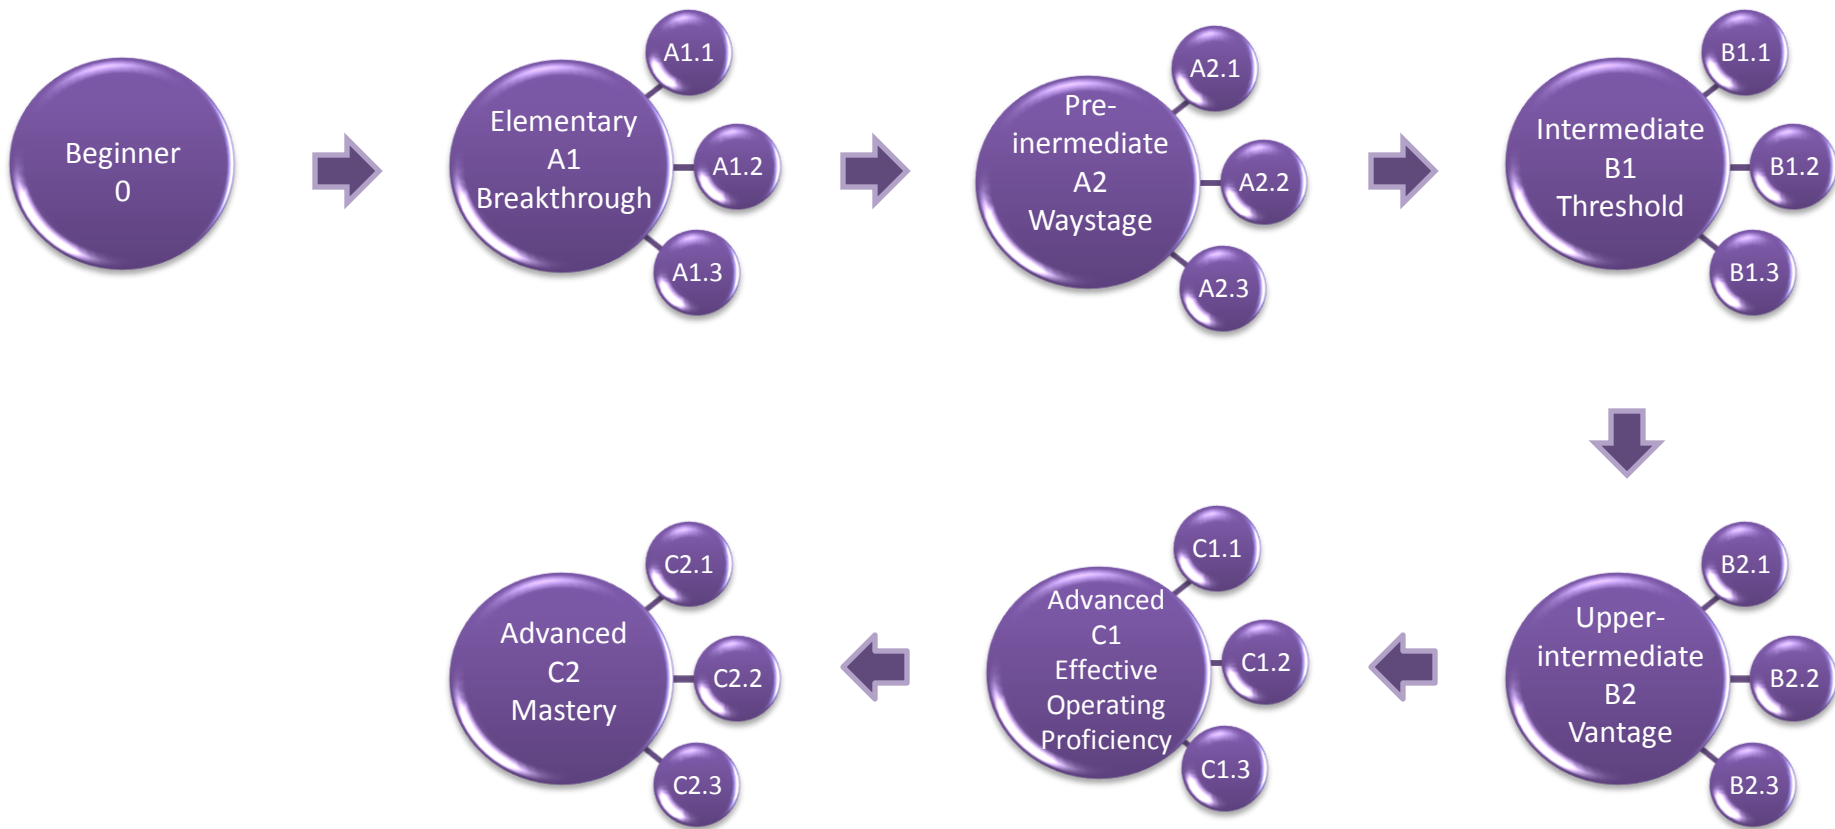 Beginner
0
Elementary
A1
Breakthrough
A1.1
A1.2
A1.3
Pre-
inermediate
A2
Waystage
A2.1
A2.2
A2.3
Intermediate
B1
Threshold
B1.1
B1.2
B1.3
Upper-
intermediate
B2
Vantage
B2.1
B2.2
B2.3
Advanced
C1
Effective
Operating
Proficiency
C1.1
C1.2
C1.3
Advanced
C2
Mastery
C2.1
C2.2
C2.3